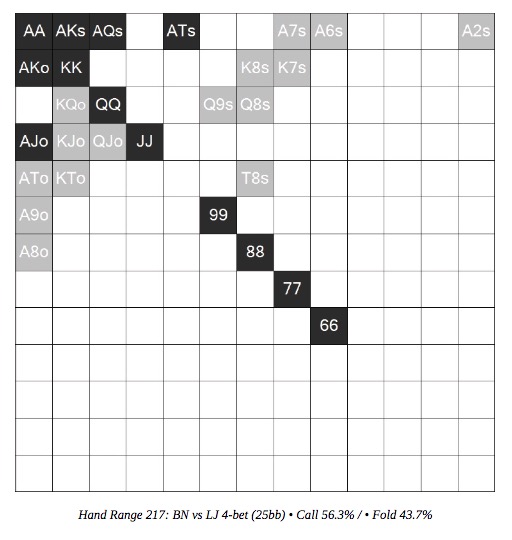 AA AKs AQs ATs A7s A6s A2s
AKo KK K8s K7s
KQo QQ Q9s Q8s
AJo KJo QJo JJ
ATo KTo T8s
A9o 99
A8o 88
77
66
Hand Range 217: BN vs LJ 4-bet (25bb) • Call 56.3% / • Fold 43.7%